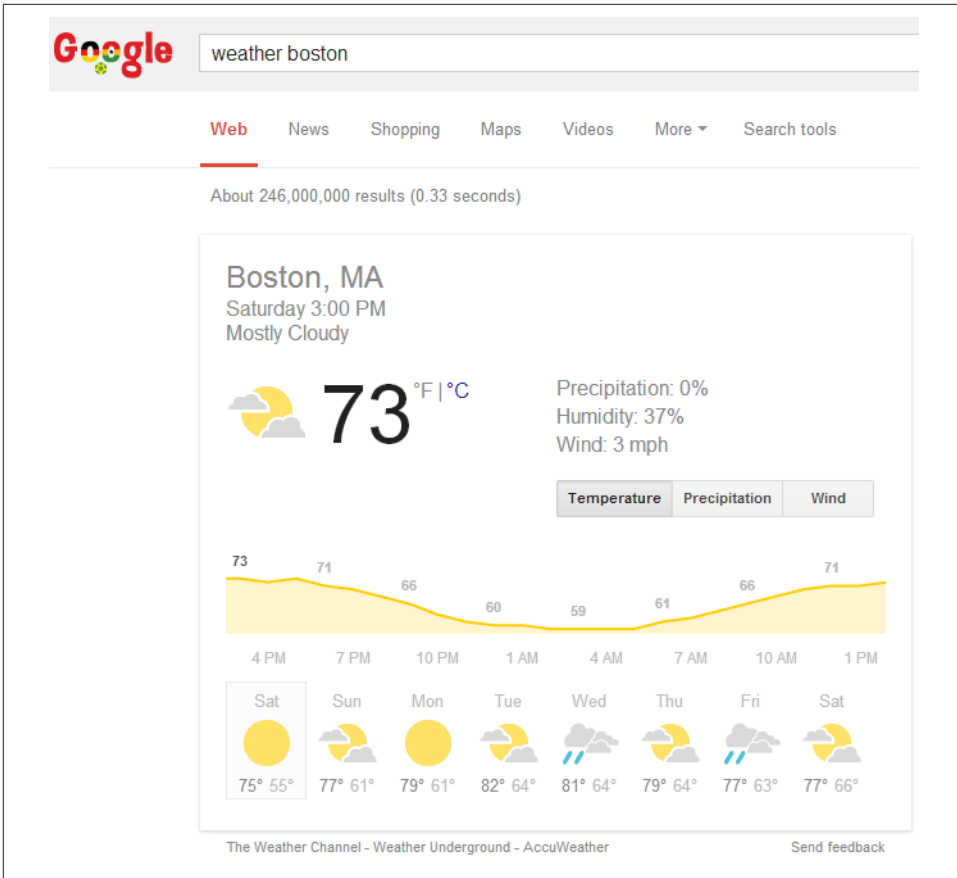 Google
weather boston
Web News Shopping Maps Videos More Search tools
About 246,000,000 results (0.33 seconds)
Boston, MA
Saturday 3:00 PM
Mostly Cloudy
73 °F | °C
Precipitation: 0%
Humidity: 37%
Wind: 3 mph
Temperature Precipitation Wind
73 71 66 60 59 61 66 71
4 PM 7 PM 10 PM 1 AM 4 AM 7 AM 10 AM 1 PM
Sat Sun Mon Tue Wed Thu Fri Sat
75° 55° 77° 61° 79° 61° 82° 64° 81° 64° 79° 64° 77° 63° 77° 66°
The Weather Channel - Weather Underground - AccuWeather Send feedback